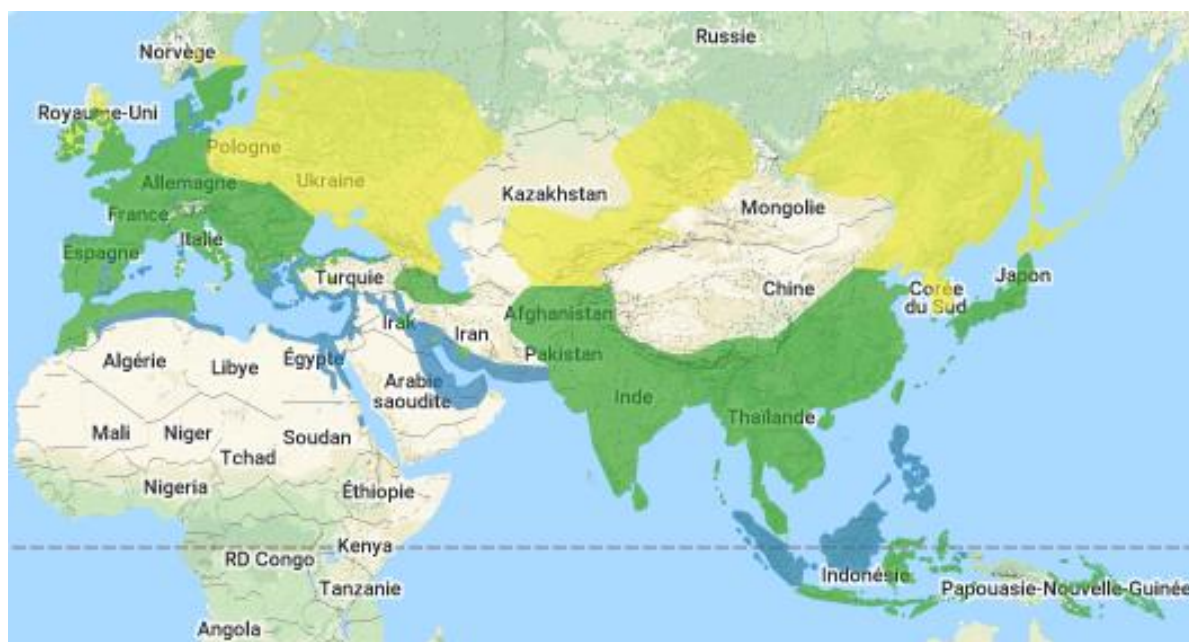 Russie
Norvège
Royaume-Uni
Pologne
Allemagne
Ukraine
Kazakhstan
Mongolie
France
Italie
Espagne
Turquie
Chine
Corée
du Sud
Japon
Afghanistan
Irak
Iran
Pakistan
Algérie
Libye
Égypte
Arabie
saoudite
Inde
Thaïlande
Mali
Niger
Soudan
Tchad
Nigeria
Éthiopie
Kenya
RD Congo
Tanzanie
Indonésie
Papouasie-Nouvelle-Guinée
Angola